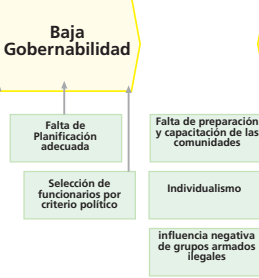 Baja
Gobernabilidad
Falta de
Planificación
adecuada
Selección de
funcionarios por
criterio político
Falta de preparación
y capacitación de las
comunidades
Individualismo
influencia negativa
de grupos armados
ilegales